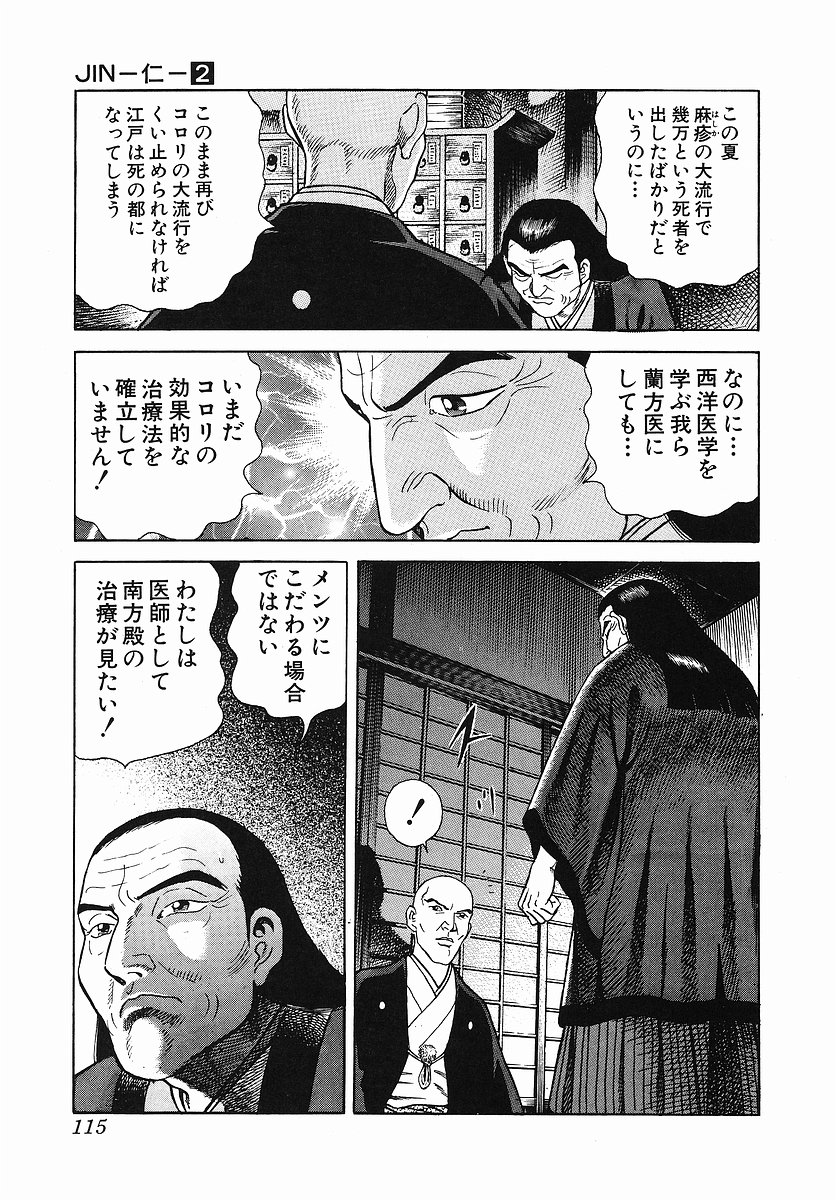 JIN－仁－2
この夏
麻疹の大流行で
はしか
幾万という死者を
出したばかりだと
いうのに…
このまま再び
コロリの大流行を
くい止められなければ
江戸は死の都に
なってしまう
なのに…
西洋医学を
学ぶ我ら
蘭方医に
しても…
いまだ
コロリの
効果的な
治療法を
確立して
いません！
！
メンツに
こだわる場合
ではない
わたしは
医師として
南方殿の
治療が見たい！
115